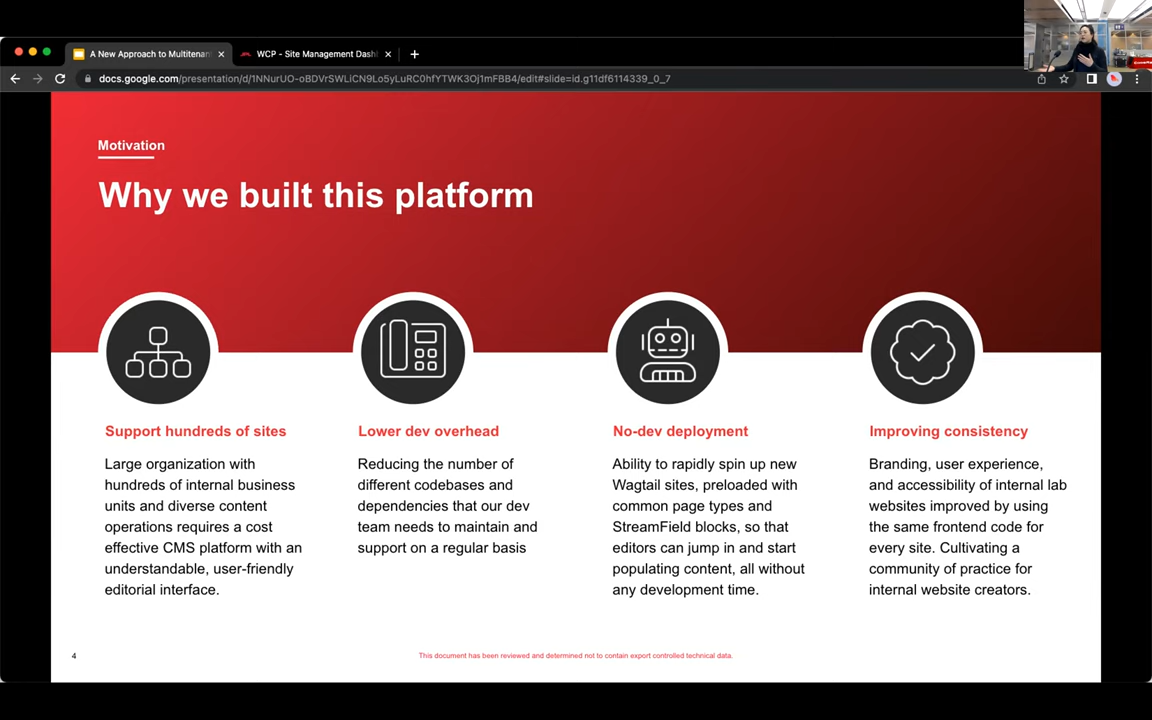 A New Approach to Multitenan
WCP - Site Management Dash
docs.google.com/presentation/d/1NNurUO-oBDVrSWLiCN9Lo5yLuRC0hfYTWK3Oj1mFBB4/edit#slide=id.g11df6114339_0_7
Motivation
Why we built this platform
Support hundreds of sites
Large organization with
hundreds of internal business
units and diverse content
operations requires a cost
effective CMS platform with an
understandable, user-friendly
editorial interface.
Lower dev overhead
Reducing the number of
different codebases and
dependencies that our dev
team needs to maintain and
support on a regular basis
No-dev deployment
Ability to rapidly spin up new
Wagtail sites, preloaded with
common page types and
StreamField blocks, so that
editors can jump in and start
populating content, all without
any development time.
Improving consistency
Branding, user experience,
and accessibility of internal lab
websites improved by using
the same frontend code for
every site. Cultivating a
community of practice for
internal website creators.
4
This document has been reviewed and determined not to contain export controlled technical data.